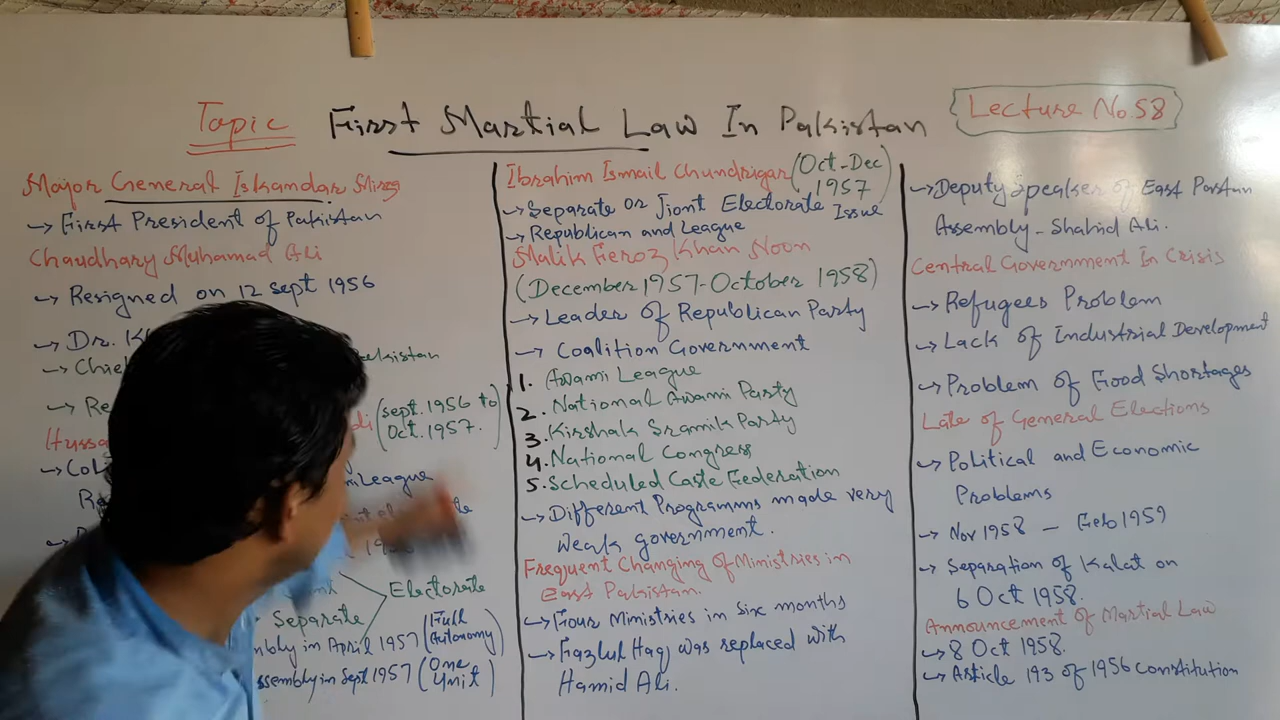 Topic First Martial Law In Pakistan
Lecture No.58
Major General Iskandar Mirza
→ First President of Pakistan
Chaudhary Muhamad Ali
→ Resigned on 12 sept 1956
→ Dr.
→ Chie
(sept. 1956 to
Oct. 1957.)
League
Electorate
Separate
in April 1957 (Full
Autonomy)
in Sept 1957 (One
Unit)
Ibrahim Ismail Chundrigar (Oct-Dec
1957)
→ Separate or Jiont Electorate Issue
→ Republican and League
Malik Feroz Khan Noon
(December 1957-October 1958)
→ Leader of Republican Party
→ Coalition Government
1. Awami League
2. National Awami Party
3. Kirshak Sramik Party
4. National Congress
5. Scheduled Caste Federation
→ Different Programms made very
weak government.
Frequent Changing Of Ministries in
East Pakistan.
→ Four Ministries in Six months
→ Fazlul Haq was replaced with
Hamid Ali.
→ Deputy Speaker of East
Assembly - Shahid Ali.
Central Government In Crisis
→ Refugees Problem
→ Lack of Industrial Development
→ Problem of Food Shortages
Late of General Elections
→ Political and Economic
Problems
→ Nov 1958 - Feb 1959
→ Separation of Kalat on
6 Oct 1958.
Announcement of Martial Law
→ 8 Oct 1958.
→ Article 193 of 1956 constitution